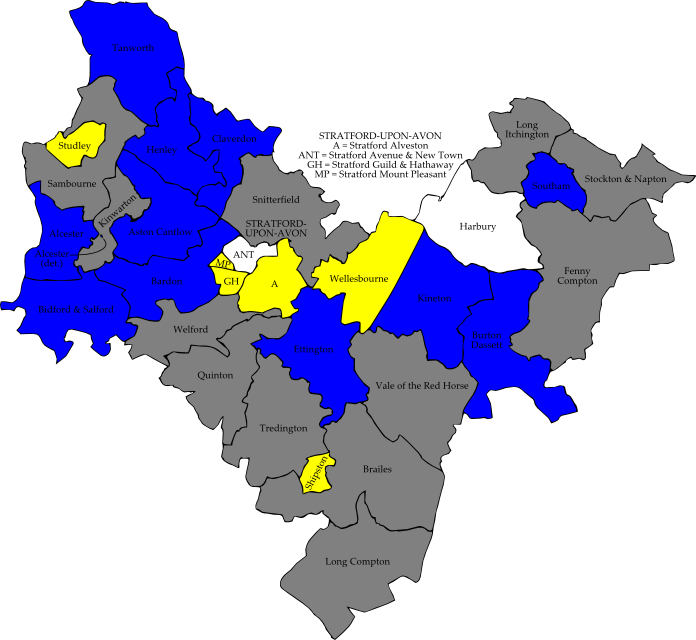 Tanworth
Long
Itchington
STRATFORD-UPON-AVON
A = Stratford Alveston
ANT = Stratford Avenue & New Town
GH = Stratford Guild & Hathaway
MP = Stratford Mount Pleasant
Studley
Henley
Claverdon
Sambourne
Southam
Stockton & Napton
Kinwarton
Snitterfield
Alcester
Aston Cantlow
STRATFORD-
UPON-AVON
Harbury
Alcester
(det.)
ANT
MP
GH
A
Wellesbourne
Fenny
Compton
Bardon
Bidford & Salford
Kineton
Welford
Ettington
Burton
Dassett
Quinton
Vale of the Red Horse
Tredington
Shipston
Brailes
Long Compton